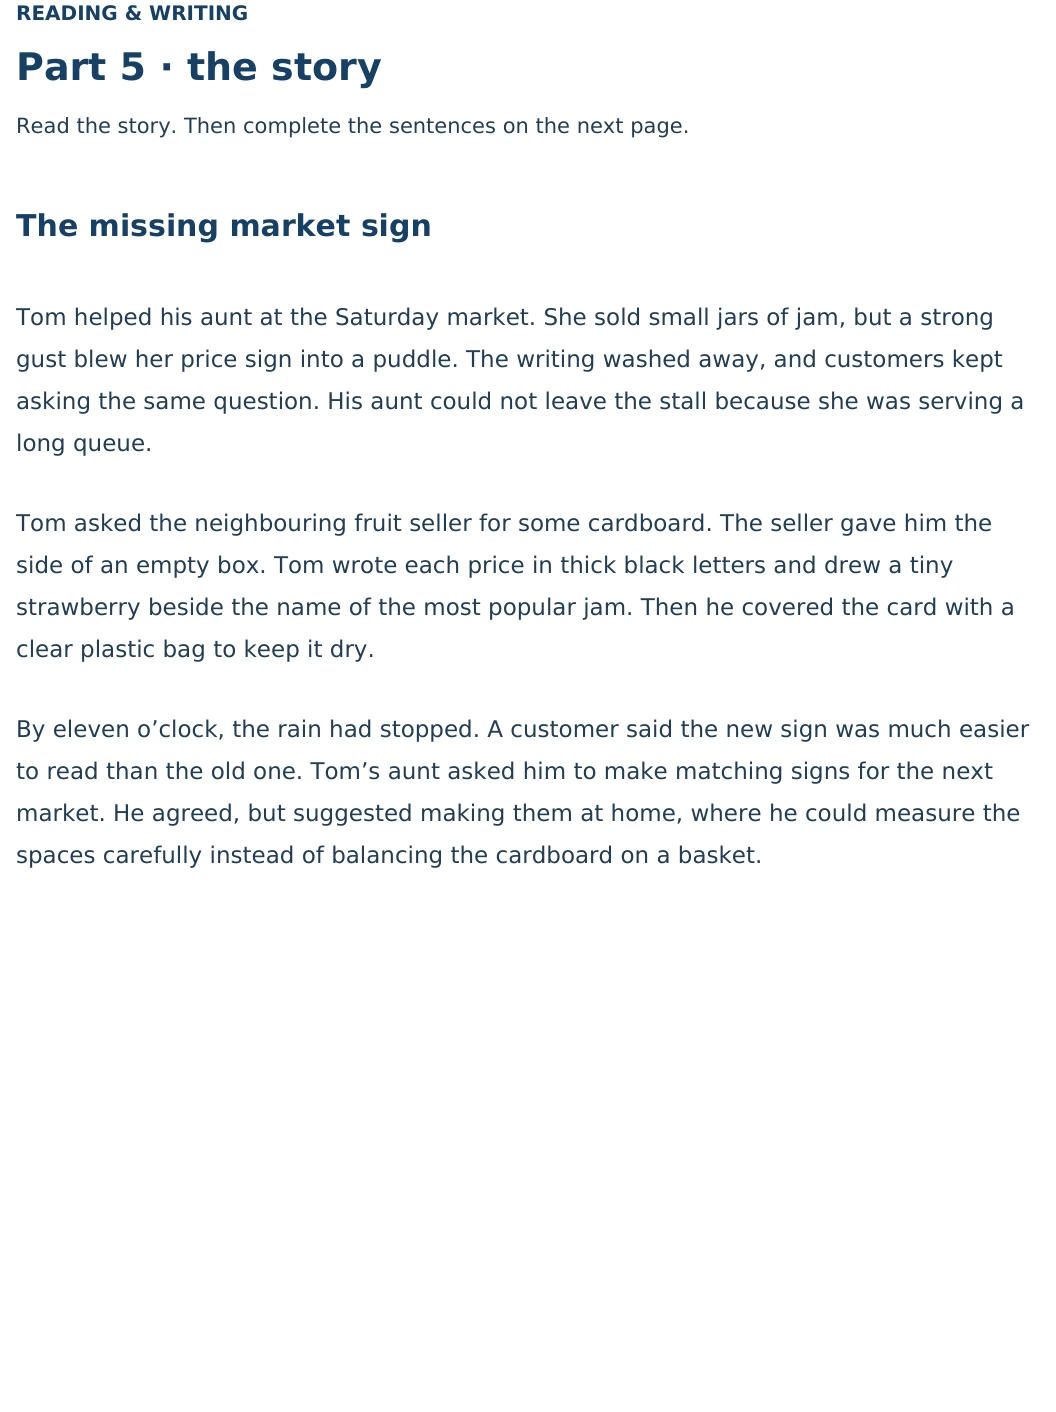 READING & WRITING
Part 5 · the story
Read the story. Then complete the sentences on the next page.
The missing market sign
Tom helped his aunt at the Saturday market. She sold small jars of jam, but a strong
gust blew her price sign into a puddle. The writing washed away, and customers kept
asking the same question. His aunt could not leave the stall because she was serving a
long queue.
Tom asked the neighbouring fruit seller for some cardboard. The seller gave him the
side of an empty box. Tom wrote each price in thick black letters and drew a tiny
strawberry beside the name of the most popular jam. Then he covered the card with a
clear plastic bag to keep it dry.
By eleven o’clock, the rain had stopped. A customer said the new sign was much easier
to read than the old one. Tom’s aunt asked him to make matching signs for the next
market. He agreed, but suggested making them at home, where he could measure the
spaces carefully instead of balancing the cardboard on a basket.